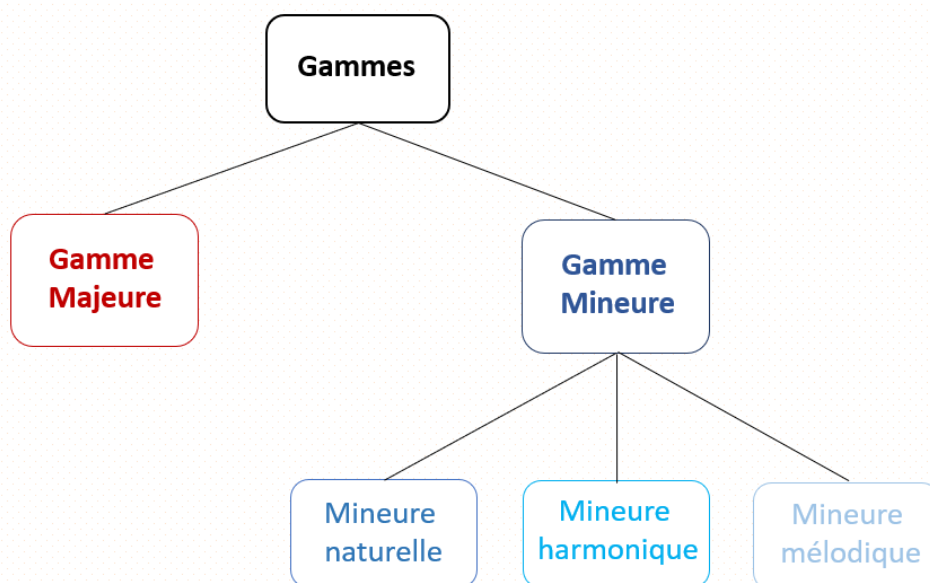 Gammes
Gamme
Majeure
Gamme
Mineure
Mineure
naturelle
Mineure
harmonique
Mineure
mélodique